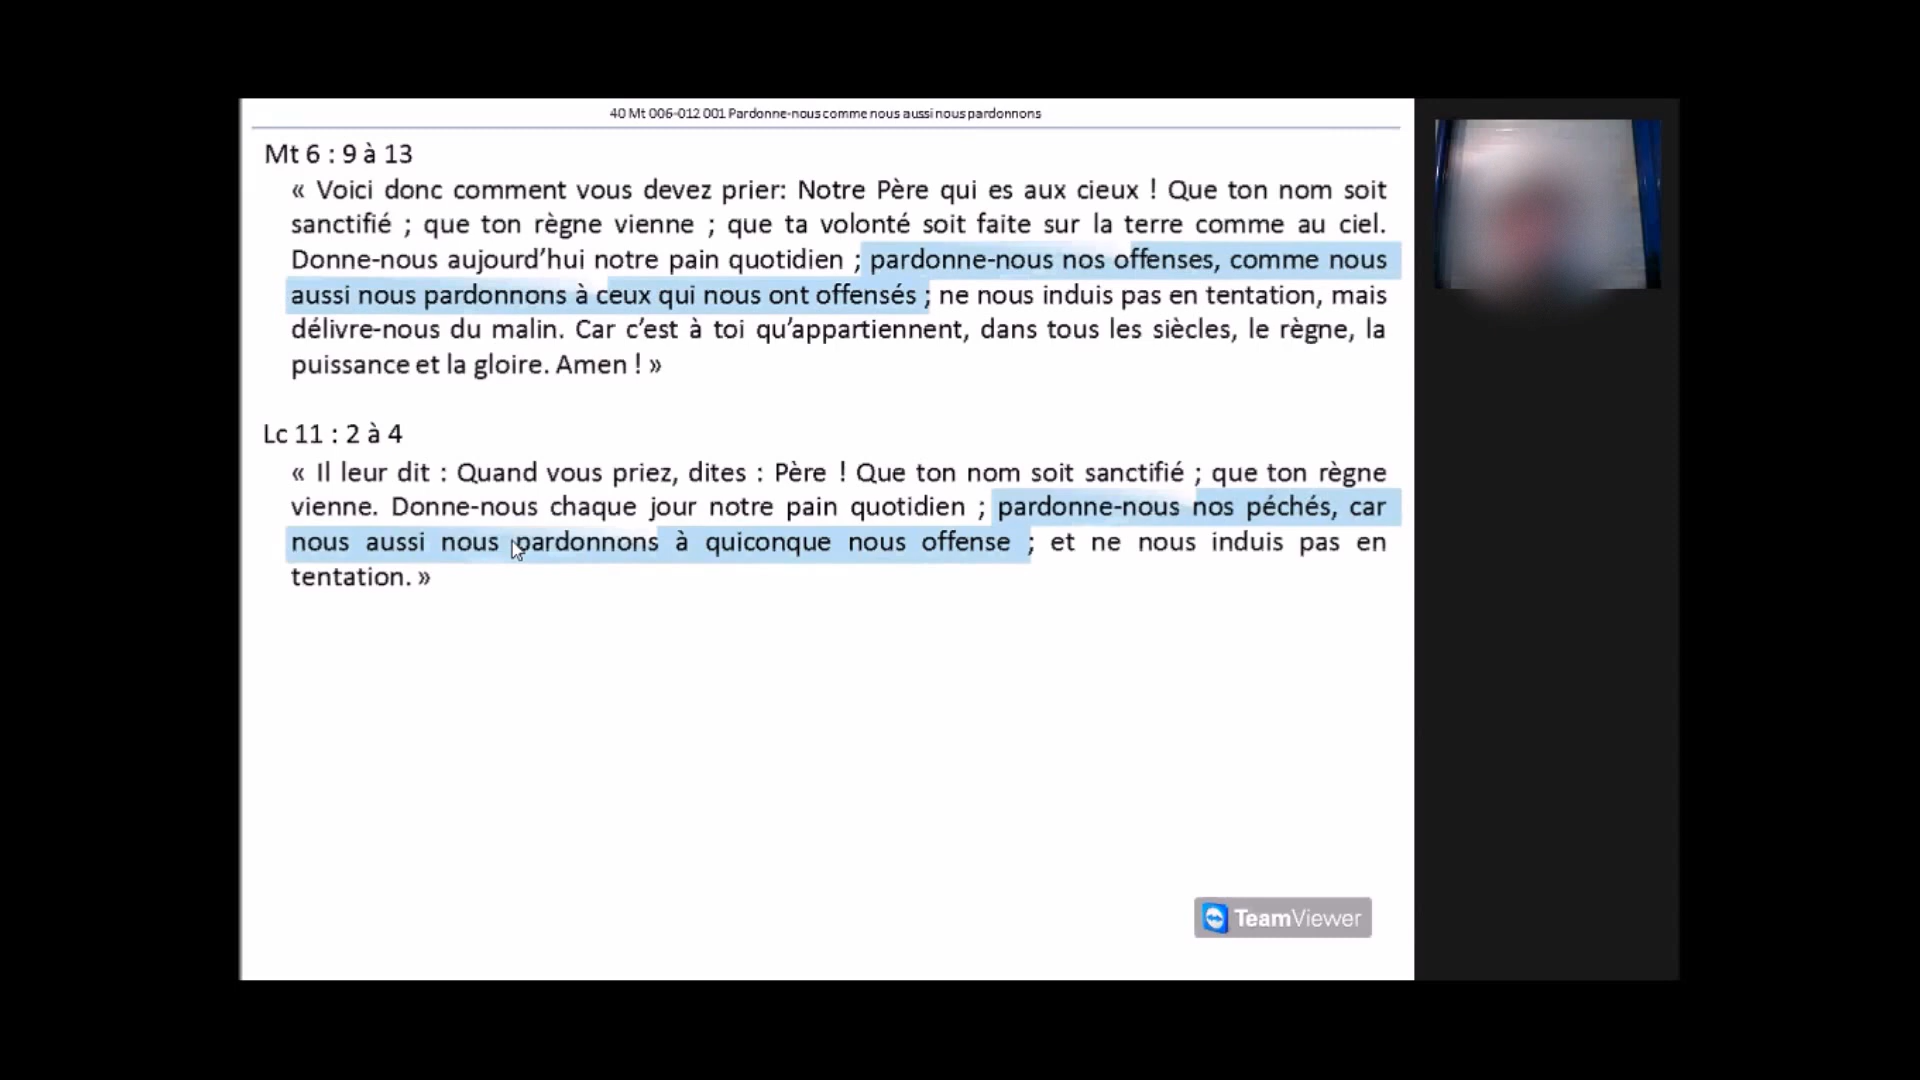 40 Mt 006-012 001 Pardonne-nous comme nous aussi nous pardonnons
Mt 6 : 9 à 13
« Voici donc comment vous devez prier: Notre Père qui es aux cieux ! Que ton nom soit
sanctifié ; que ton règne vienne ; que ta volonté soit faite sur la terre comme au ciel.
Donne-nous aujourd’hui notre pain quotidien ; pardonne-nous nos offenses, comme nous
aussi nous pardonnons à ceux qui nous ont offensés ; ne nous induis pas en tentation, mais
délivre-nous du malin. Car c’est à toi qu’appartiennent, dans tous les siècles, le règne, la
puissance et la gloire. Amen ! »
Lc 11 : 2 à 4
« Il leur dit : Quand vous priez, dites : Père ! Que ton nom soit sanctifié ; que ton règne
vienne. Donne-nous chaque jour notre pain quotidien ; pardonne-nous nos péchés, car
nous aussi nous pardonnons à quiconque nous offense ; et ne nous induis pas en
tentation. »
TeamViewer